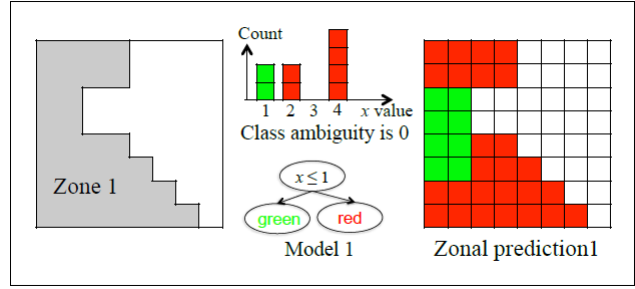 Count
1 2 3 4 x value
Class ambiguity is 0
Zone 1
x ≤ 1
green red
Model 1
Zonal prediction1